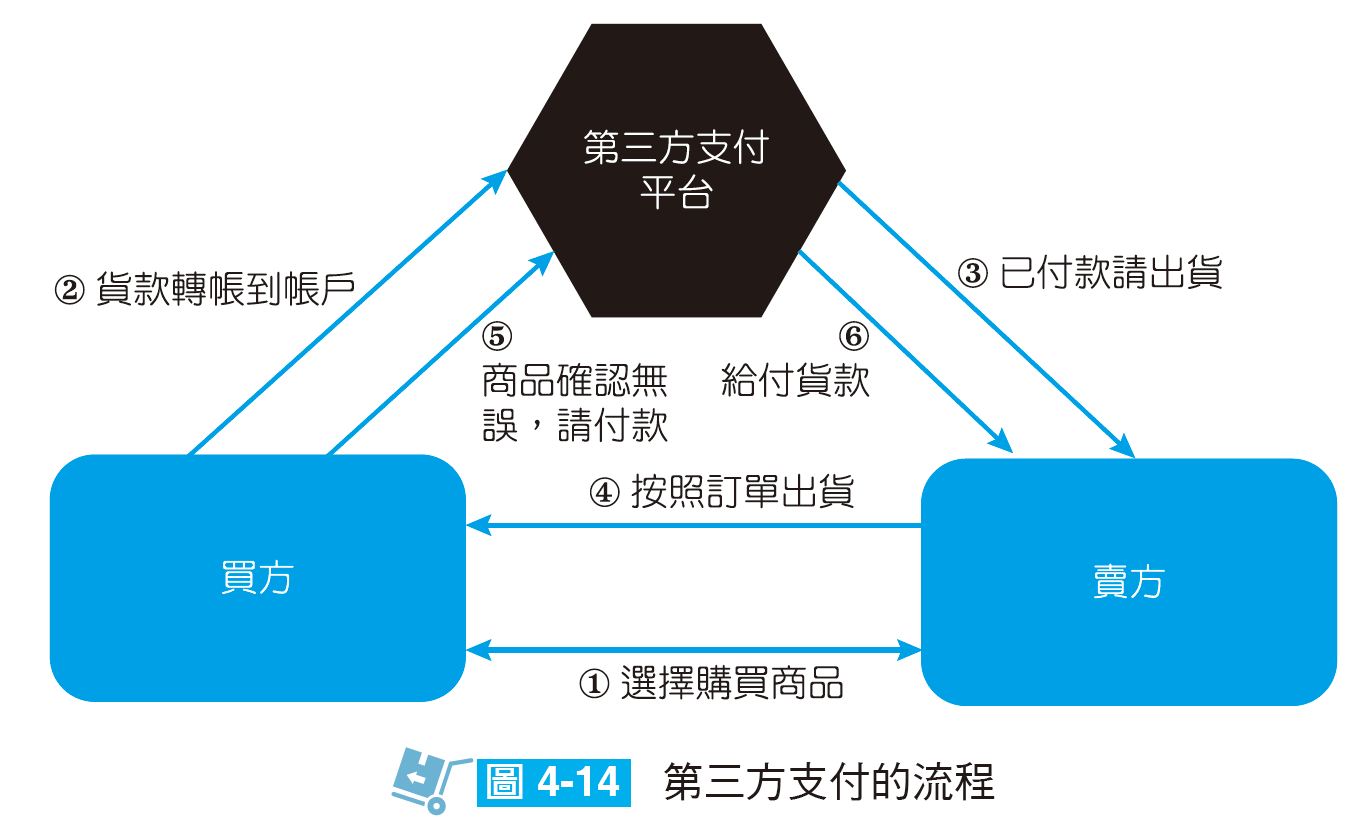 第三方支付
平台
② 貨款轉帳到帳戶
③ 已付款請出貨
⑤
商品確認無
誤，請付款
⑥
給付貨款
④ 按照訂單出貨
買方
賣方
① 選擇購買商品
圖 4-14 第三方支付的流程